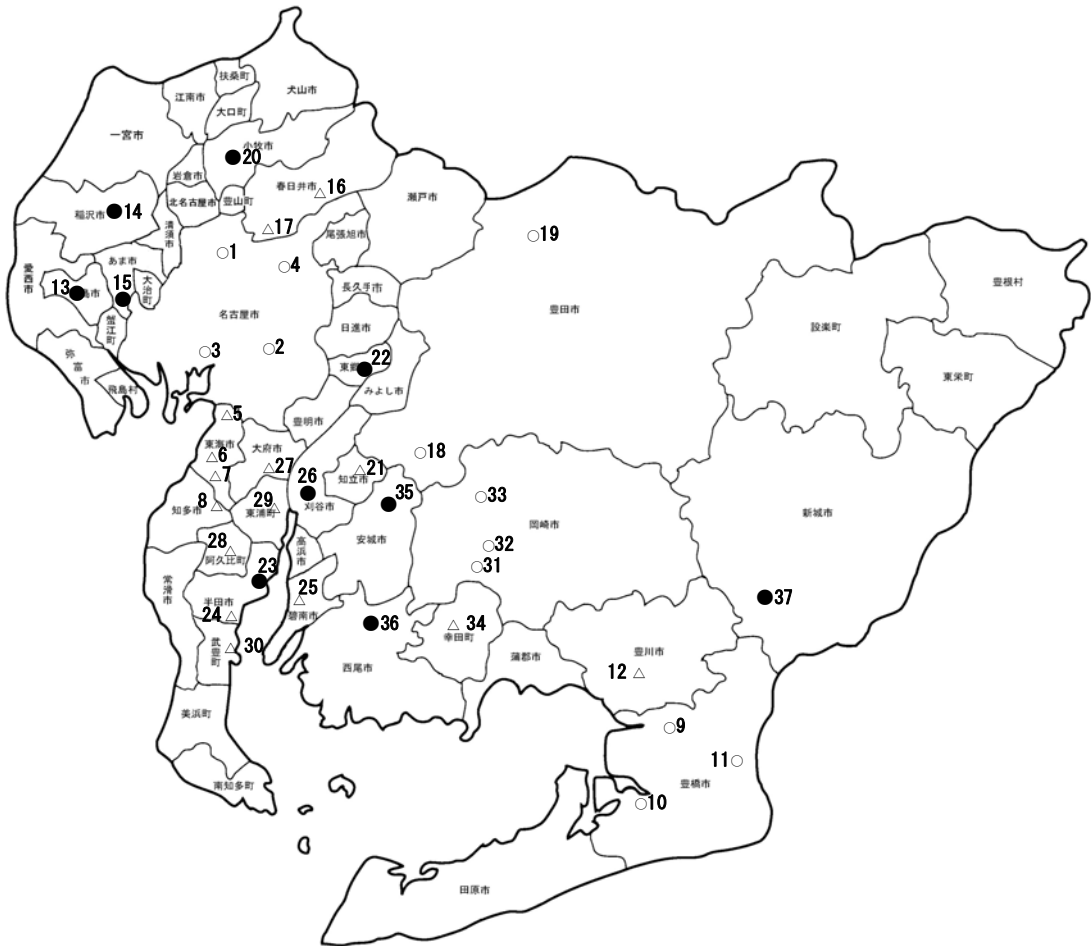 扶桑町
江南市
犬山市
大口町
一宮市
小牧市
20
岩倉市
春日井市
16
瀬戸市
稲沢市
14
北名古屋市
豊山町
清須市
17
尾張旭市
19
1
4
あま市
愛西市
13
島市
15
大治町
長久手市
豊根村
豊田市
設楽町
名古屋市
蟹江町
日進市
3
2
22
東郷
弥富市
飛島村
みよし市
東栄町
5
豊明市
東海市
6
大府市
27
18
7
26
知立市
21
8
29
33
知多市
東浦町
刈谷市
35
新城市
岡崎市
安城市
28
高浜市
32
阿久比町
31
23
常滑市
25
37
半田市
24
碧南市
36
34
幸田町
武豊町
30
豊川市
蒲郡市
西尾市
12
美浜町
9
11
南知多町
豊橋市
10
田原市